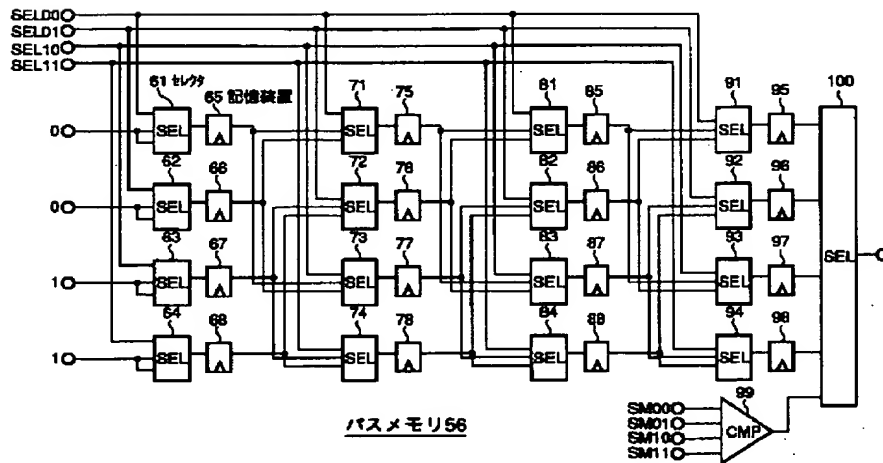 SEL00
SEL01
SEL10
SEL11
61 セレクタ
65 記憶装置
71
75
81
85
91
95
100
0
SEL
SEL
SEL
SEL
62
66
72
76
82
86
92
96
0
SEL
SEL
SEL
SEL
63
67
73
77
83
87
93
97
SEL
1
SEL
SEL
SEL
SEL
64
68
74
78
84
88
94
98
1
SEL
SEL
SEL
SEL
99
SM00
SM01
SM10
SM11
CMP
パスメモリ56